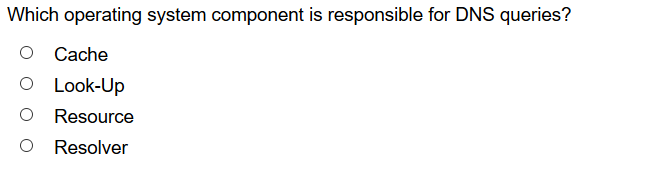 Which operating system component is responsible for DNS queries?
Cache
Look-Up
Resource
Resolver